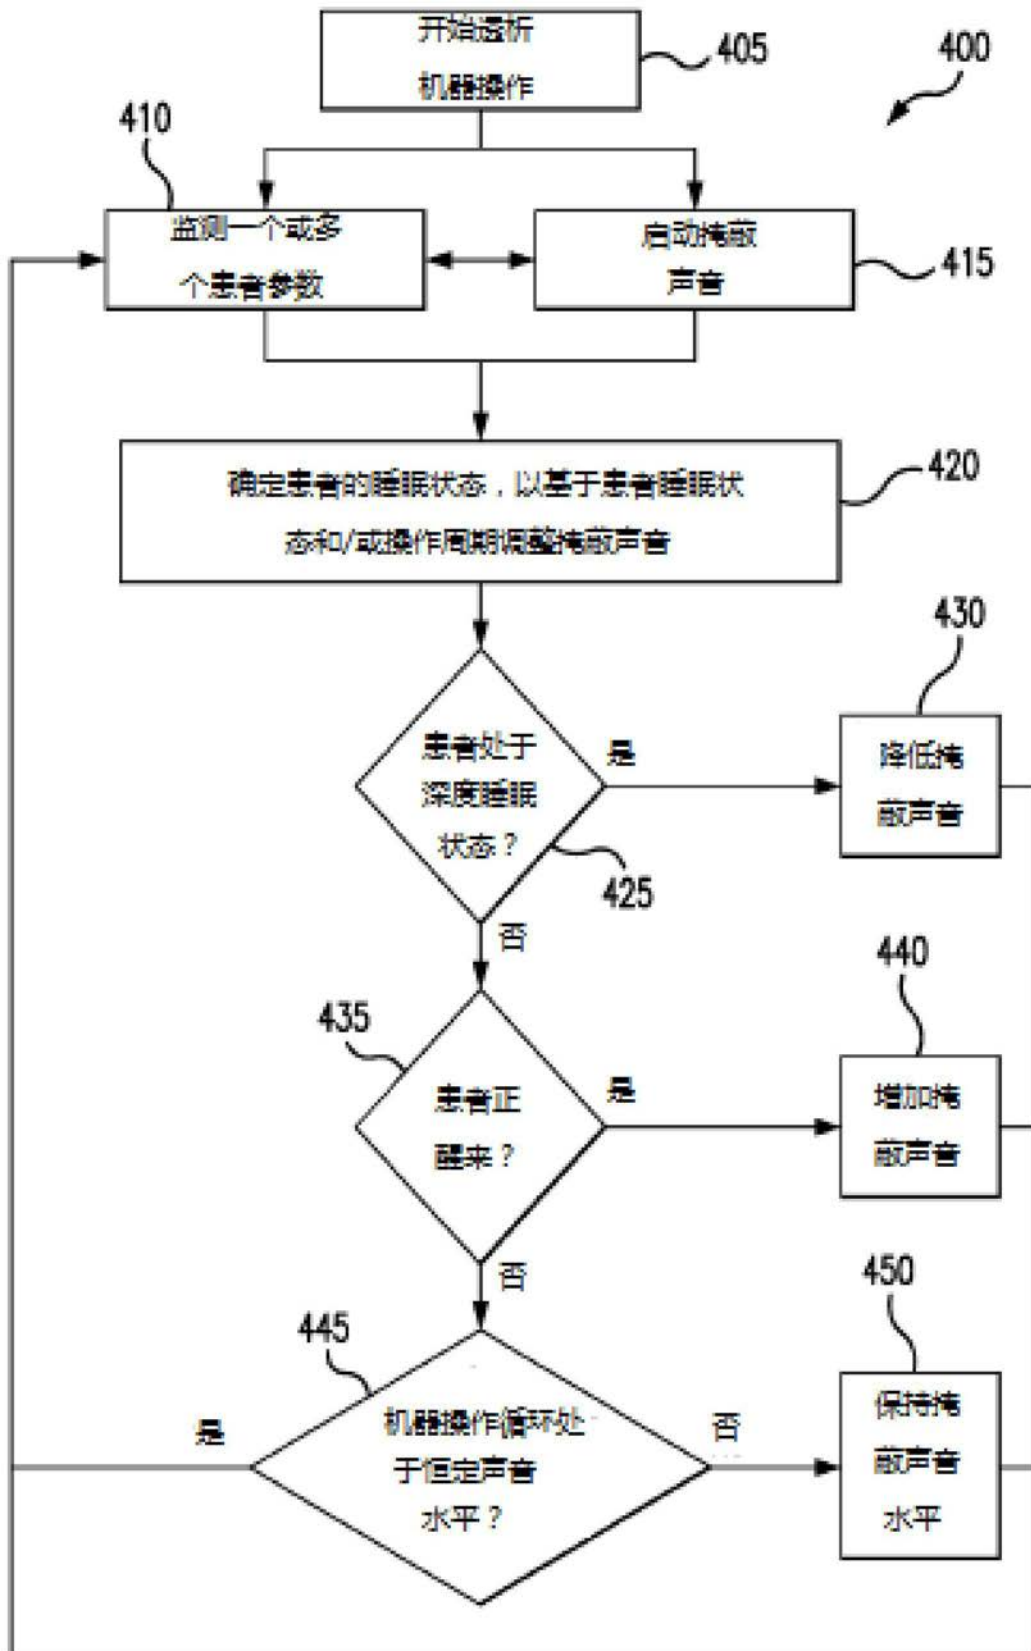 开始透析
机器操作
405
400
410
监测一个或多
个患者参数
启动掩蔽
声音
415
确定患者的睡眠状态，以基于患者睡眠状
态和/或操作周期调整掩蔽声音
420
430
患者处于
深度睡眠
状态？
是
降低掩
蔽声音
425
否
440
435
患者正
醒来？
是
增加掩
蔽声音
否
450
445
是
机器操作循环处
于恒定声音
水平？
否
保持掩
蔽声音
水平